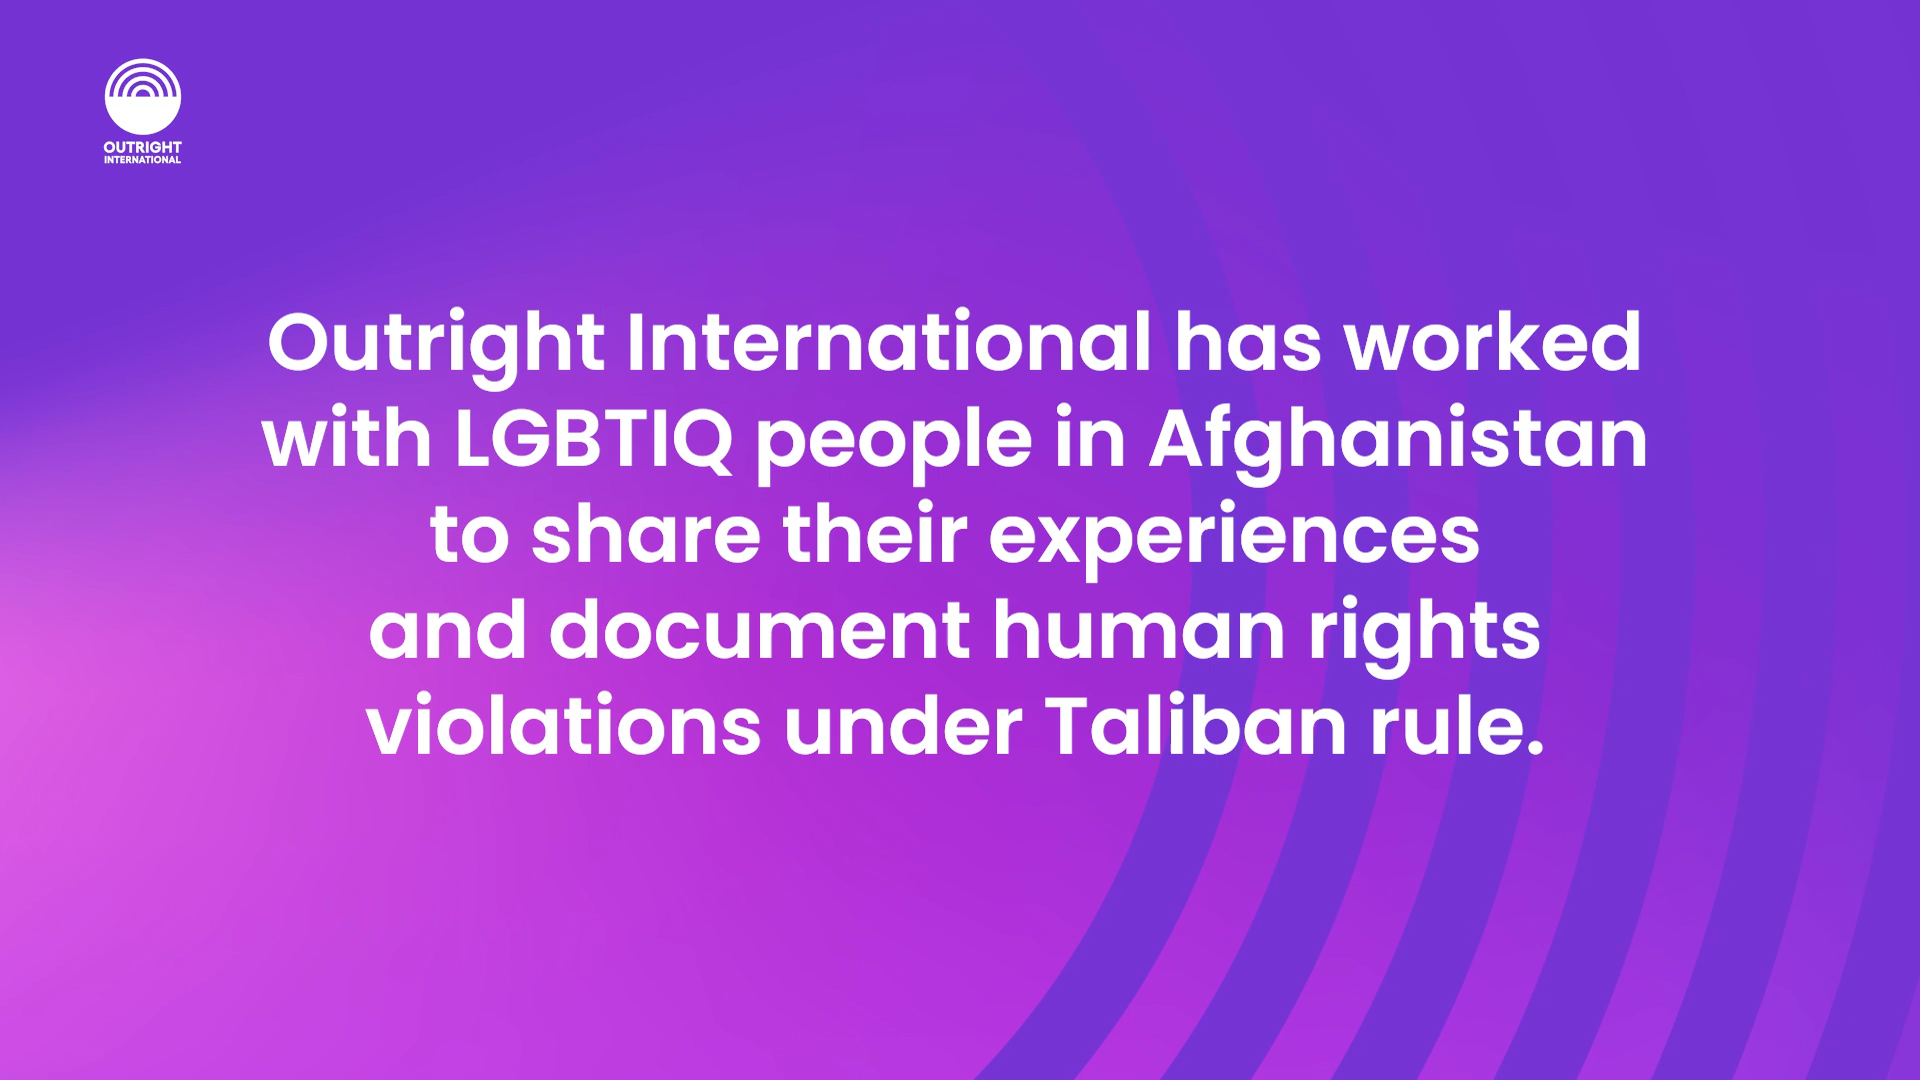 OUTRIGHT
INTERNATIONAL
Outright International has worked
with LGBTIQ people in Afghanistan
to share their experiences
and document human rights
violations under Taliban rule.